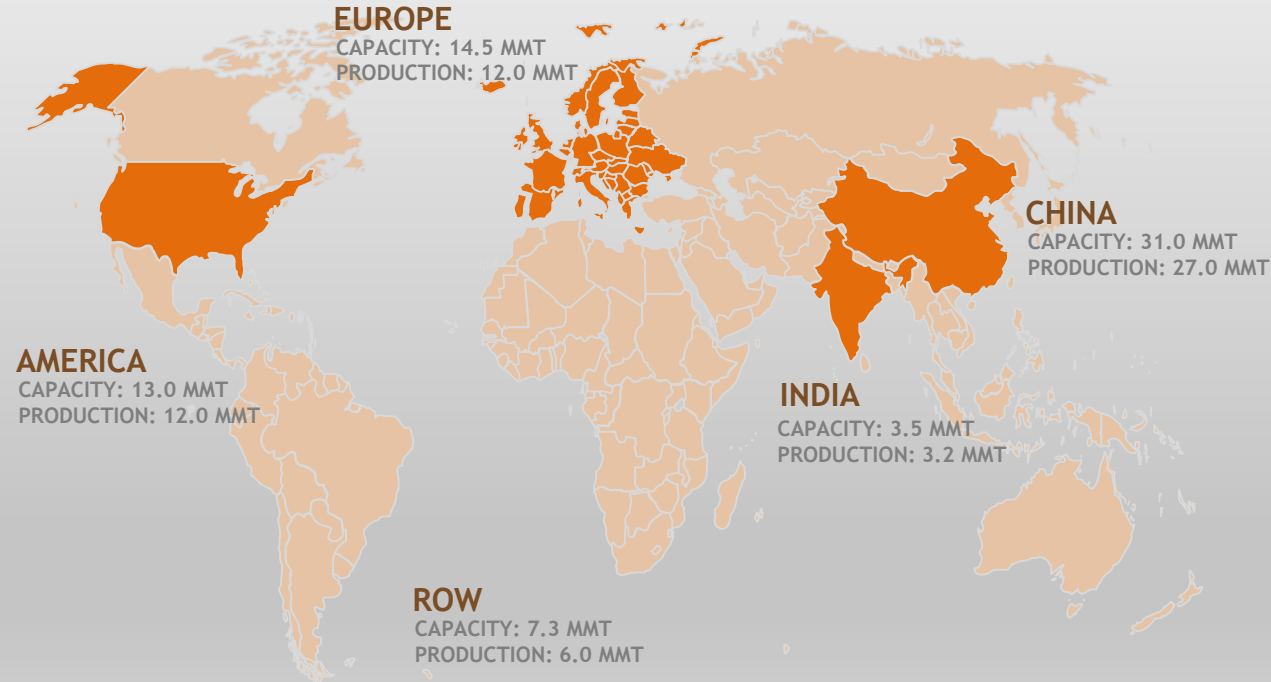 EUROPE
CAPACITY: 14.5 MMT
PRODUCTION: 12.0 MMT
CHINA
CAPACITY: 31.0 MMT
PRODUCTION: 27.0 MMT
AMERICA
CAPACITY: 13.0 MMT
PRODUCTION: 12.0 MMT
INDIA
CAPACITY: 3.5 MMT
PRODUCTION: 3.2 MMT
ROW
CAPACITY: 7.3 MMT
PRODUCTION: 6.0 MMT